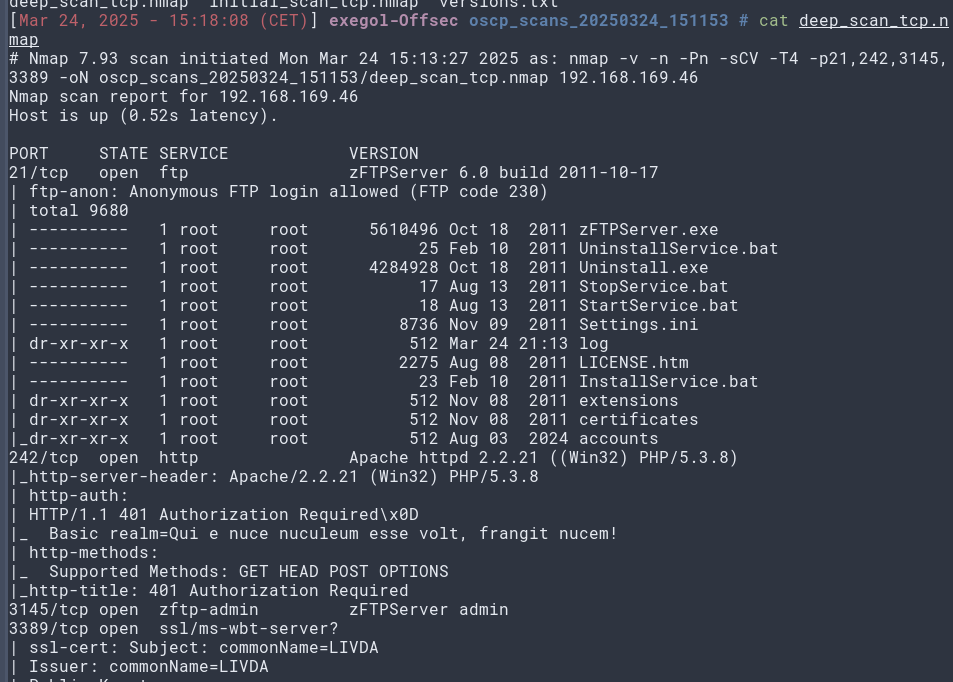 deep_scan_tcp.nmap  initial_scan_tcp.nmap  versions.txt
[Mar 24, 2025 - 15:18:08 (CET)] exegol-Offsec oscp_scans_20250324_151153 # cat deep_scan_tcp.n
map
# Nmap 7.93 scan initiated Mon Mar 24 15:13:27 2025 as: nmap -v -n -Pn -sCV -T4 -p21,242,3145,
3389 -oN oscp_scans_20250324_151153/deep_scan_tcp.nmap 192.168.169.46
Nmap scan report for 192.168.169.46
Host is up (0.52s latency).

PORT     STATE SERVICE            VERSION
21/tcp   open  ftp                zFTPServer 6.0 build 2011-10-17
| ftp-anon: Anonymous FTP login allowed (FTP code 230)
| total 9680
| ----------   1 root     root      5610496 Oct 18  2011 zFTPServer.exe
| ----------   1 root     root           25 Feb 10  2011 UninstallService.bat
| ----------   1 root     root      4284928 Oct 18  2011 Uninstall.exe
| ----------   1 root     root           17 Aug 13  2011 StopService.bat
| ----------   1 root     root           18 Aug 13  2011 StartService.bat
| ----------   1 root     root         8736 Nov 09  2011 Settings.ini
| dr-xr-xr-x   1 root     root          512 Mar 24 21:13 log
| ----------   1 root     root         2275 Aug 08  2011 LICENSE.htm
| ----------   1 root     root           23 Feb 10  2011 InstallService.bat
| dr-xr-xr-x   1 root     root          512 Nov 08  2011 extensions
| dr-xr-xr-x   1 root     root          512 Nov 08  2011 certificates
|_dr-xr-xr-x   1 root     root          512 Aug 03  2024 accounts
242/tcp  open  http               Apache httpd 2.2.21 ((Win32) PHP/5.3.8)
|_http-server-header: Apache/2.2.21 (Win32) PHP/5.3.8
| http-auth:
| HTTP/1.1 401 Authorization Required\x0D
|_  Basic realm=Qui e nuce nuculeum esse volt, frangit nucem!
| http-methods:
|_  Supported Methods: GET HEAD POST OPTIONS
|_http-title: 401 Authorization Required
3145/tcp open  zftp-admin         zFTPServer admin
3389/tcp open  ssl/ms-wbt-server?
| ssl-cert: Subject: commonName=LIVDA
| Issuer: commonName=LIVDA